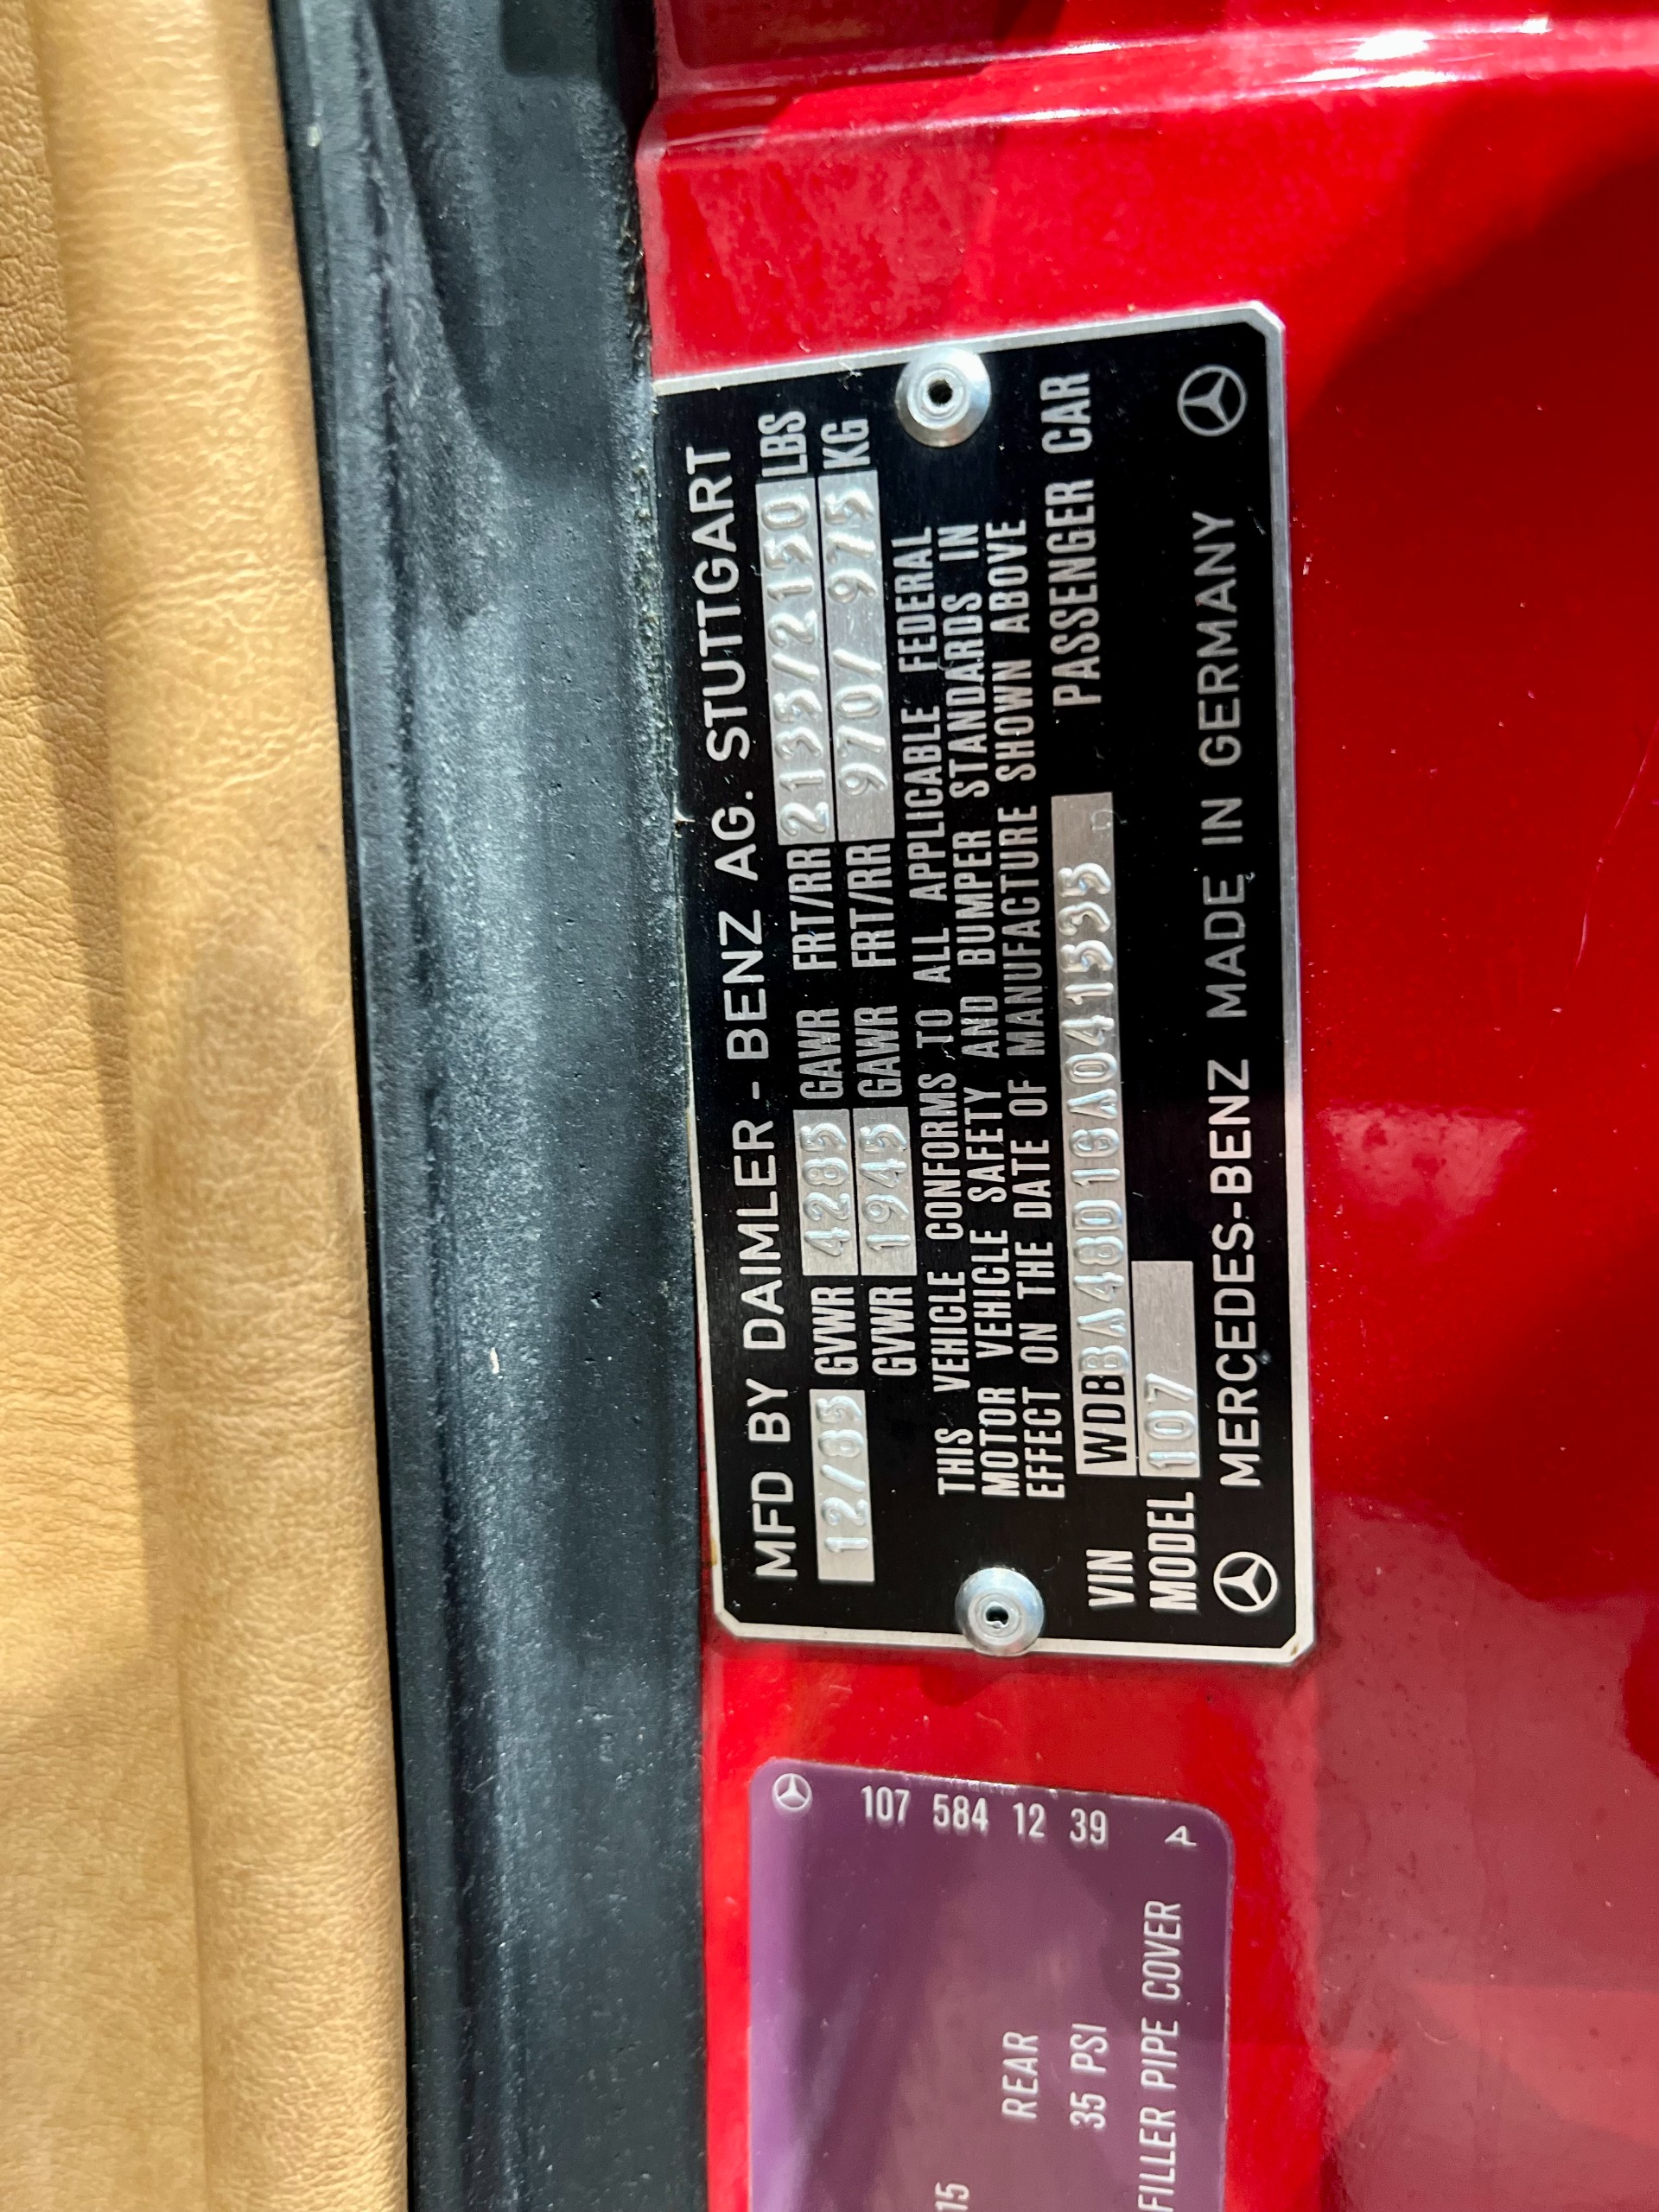 MFD BY DAIMLER - BENZ AG. STUTTGART
12/85 GVWR 4285 GAWR FRT/RR 2135/2150 LBS
GVWR 1945 GAWR FRT/RR 970/ 975 KG
THIS VEHICLE CONFORMS TO ALL APPLICABLE FEDERAL
MOTOR VEHICLE SAFETY AND BUMPER STANDARDS IN
EFFECT ON THE DATE OF MANUFACTURE SHOWN ABOVE
VIN WDBBA48D1GA041535 PASSENGER CAR
MODEL 107
MERCEDES-BENZ MADE IN GERMANY
107 584 12 39 A
15
REAR
35 PSI
FILLER PIPE COVER